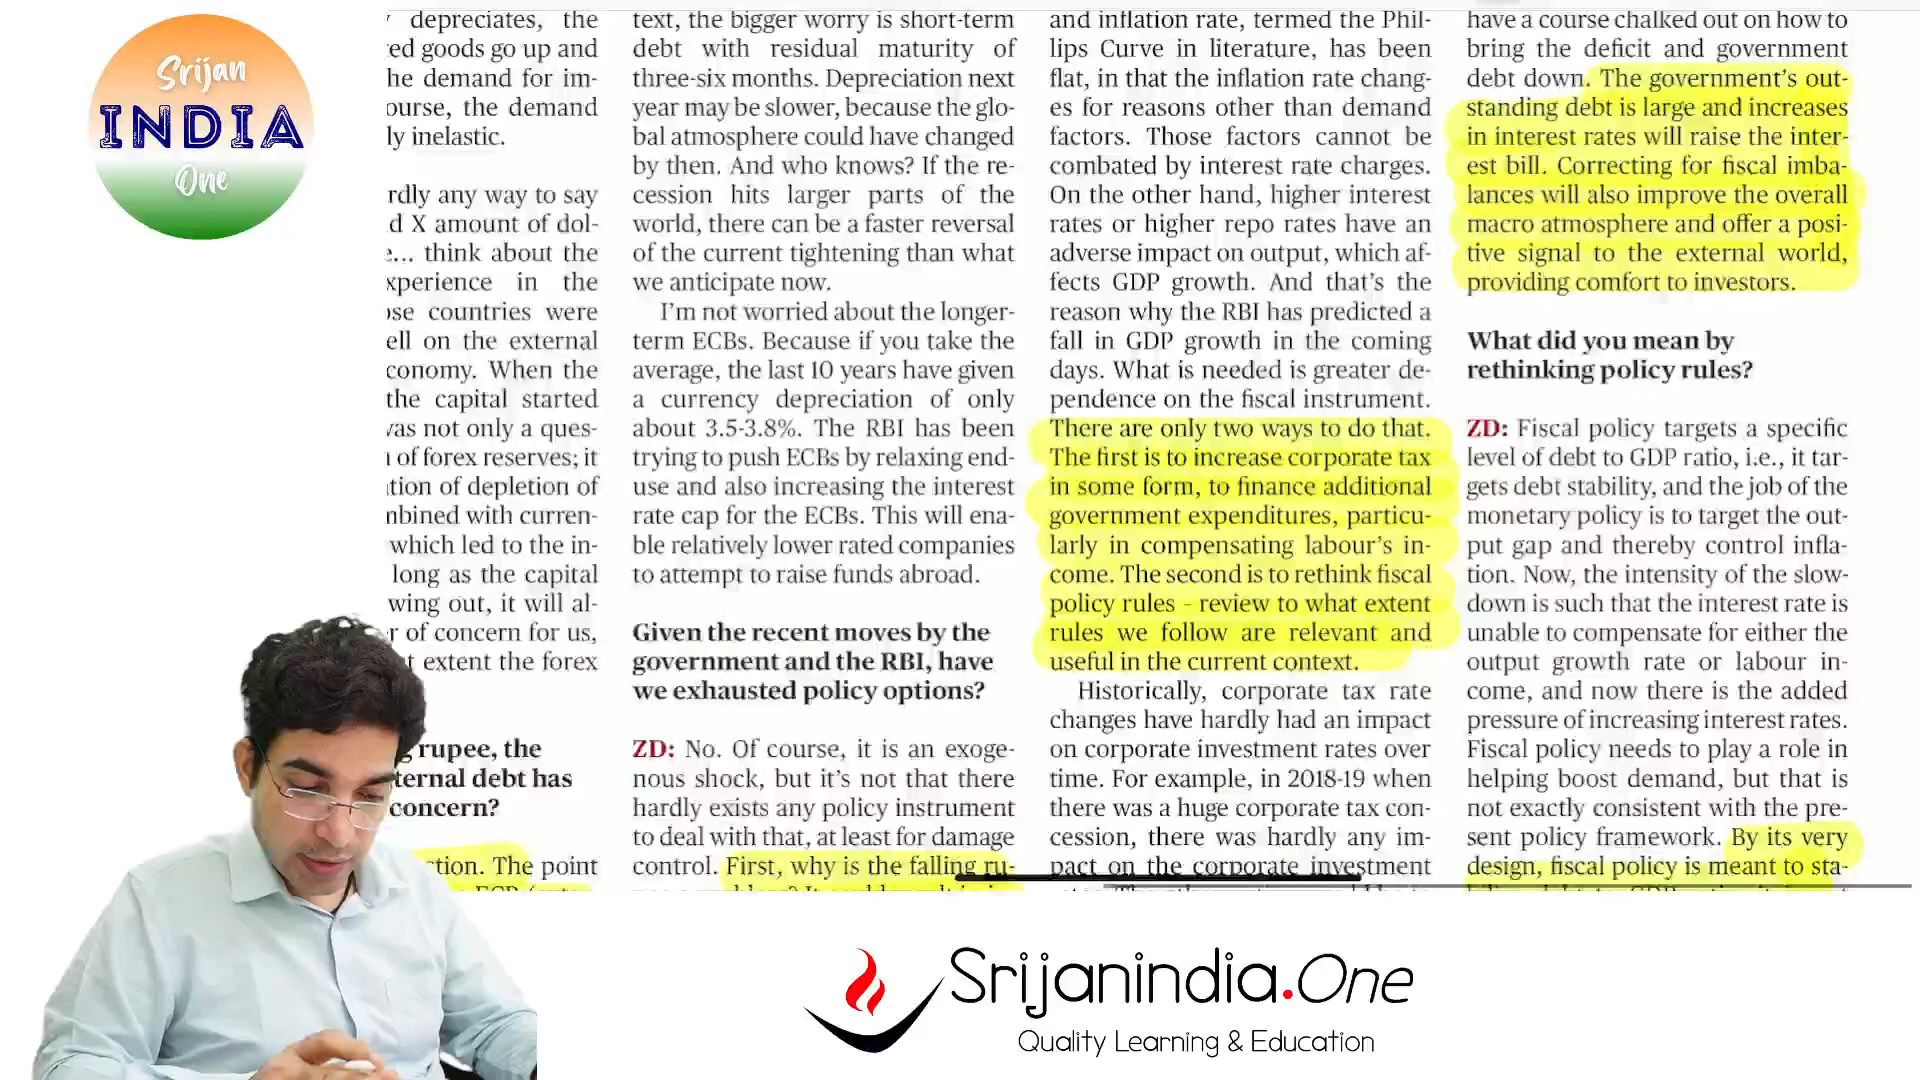 Srijan
INDIA
One
depreciates, the
ed goods go up and
he demand for im-
ourse, the demand
ly inelastic.
rdly any way to say
d X amount of dol-
... think about the
xperience in the
se countries were
ell on the external
conomy. When the
the capital started
as not only a ques-
of forex reserves; it
tion of depletion of
mbined with curren-
which led to the in-
long as the capital
wing out, it will al-
r of concern for us,
t extent the forex
g rupee, the
ternal debt has
concern?
ction. The point
text, the bigger worry is short-term
debt with residual maturity of
three-six months. Depreciation next
year may be slower, because the glo-
bal atmosphere could have changed
by then. And who knows? If the re-
cession hits larger parts of the
world, there can be a faster reversal
of the current tightening than what
we anticipate now.
I'm not worried about the longer-
term ECBs. Because if you take the
average, the last 10 years have given
a currency depreciation of only
about 3.5-3.8%. The RBI has been
trying to push ECBs by relaxing end-
use and also increasing the interest
rate cap for the ECBs. This will ena-
ble relatively lower rated companies
to attempt to raise funds abroad.
Given the recent moves by the
government and the RBI, have
we exhausted policy options?
ZD: No. Of course, it is an exoge-
nous shock, but it's not that there
hardly exists any policy instrument
to deal with that, at least for damage
control. First, why is the falling ru-
and inflation rate, termed the Phil-
lips Curve in literature, has been
flat, in that the inflation rate chang-
es for reasons other than demand
factors. Those factors cannot be
combated by interest rate charges.
On the other hand, higher interest
rates or higher repo rates have an
adverse impact on output, which af-
fects GDP growth. And that's the
reason why the RBI has predicted a
fall in GDP growth in the coming
days. What is needed is greater de-
pendence on the fiscal instrument.
There are only two ways to do that.
The first is to increase corporate tax
in some form, to finance additional
government expenditures, particu-
larly in compensating labour's in-
come. The second is to rethink fiscal
policy rules - review to what extent
rules we follow are relevant and
useful in the current context.
Historically, corporate tax rate
changes have hardly had an impact
on corporate investment rates over
time. For example, in 2018-19 when
there was a huge corporate tax con-
cession, there was hardly any im-
pact on the corporate investment
have a course chalked out on how to
bring the deficit and government
debt down. The government's out-
standing debt is large and increases
in interest rates will raise the inter-
est bill. Correcting for fiscal imba-
lances will also improve the overall
macro atmosphere and offer a posi-
tive signal to the external world,
providing comfort to investors.
What did you mean by
rethinking policy rules?
ZD: Fiscal policy targets a specific
level of debt to GDP ratio, i.e., it tar-
gets debt stability, and the job of the
monetary policy is to target the out-
put gap and thereby control infla-
tion. Now, the intensity of the slow-
down is such that the interest rate is
unable to compensate for either the
output growth rate or labour in-
come, and now there is the added
pressure of increasing interest rates.
Fiscal policy needs to play a role in
helping boost demand, but that is
not exactly consistent with the pre-
sent policy framework. By its very
design, fiscal policy is meant to sta-
Srijanindia.One
Quality Learning & Education